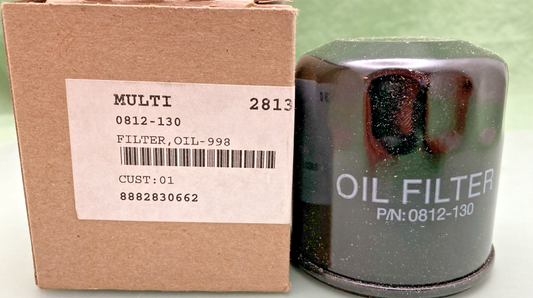 MULTI 2813
0812-130
FILTER,OIL-998
CUST:01
8882830662
OIL FILTER
P/N: 0812-130